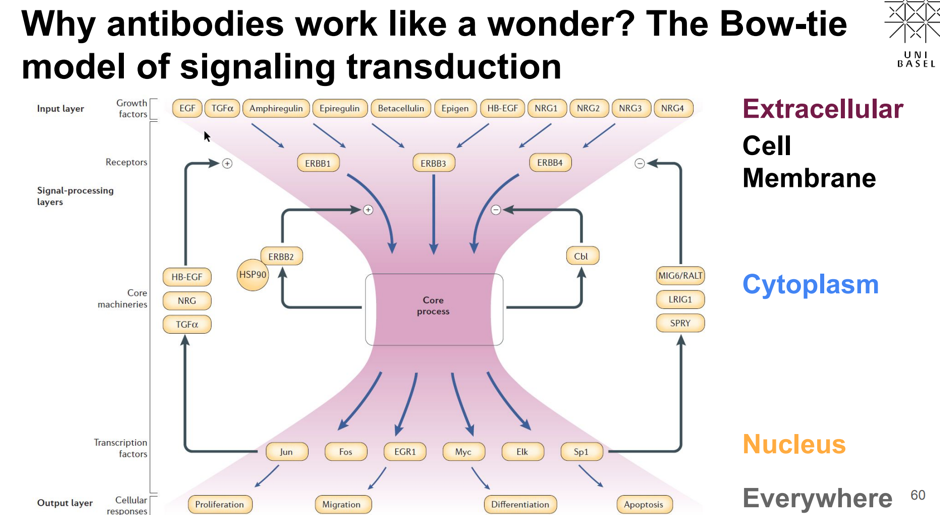 Why antibodies work like a wonder? The Bow-tie
model of signaling transduction
UNI
BASEL
Input layer
Growth
factors
EGF
TGFα
Amphiregulin
Epiregulin
Betacellulin
Epigen
HB-EGF
NRG1
NRG2
NRG3
NRG4
Extracellular
Receptors
ERBB1
ERBB3
ERBB4
+
−
Cell
Membrane
Signal-processing
layers
+
−
ERBB2
HSP90
Cbl
HB-EGF
NRG
TGFα
Core
machineries
Core
process
MIG6/RALT
LRIG1
SPRY
Cytoplasm
Transcription
factors
Jun
Fos
EGR1
Myc
Elk
Sp1
Nucleus
Output layer
Cellular
responses
Proliferation
Migration
Differentiation
Apoptosis
Everywhere
60